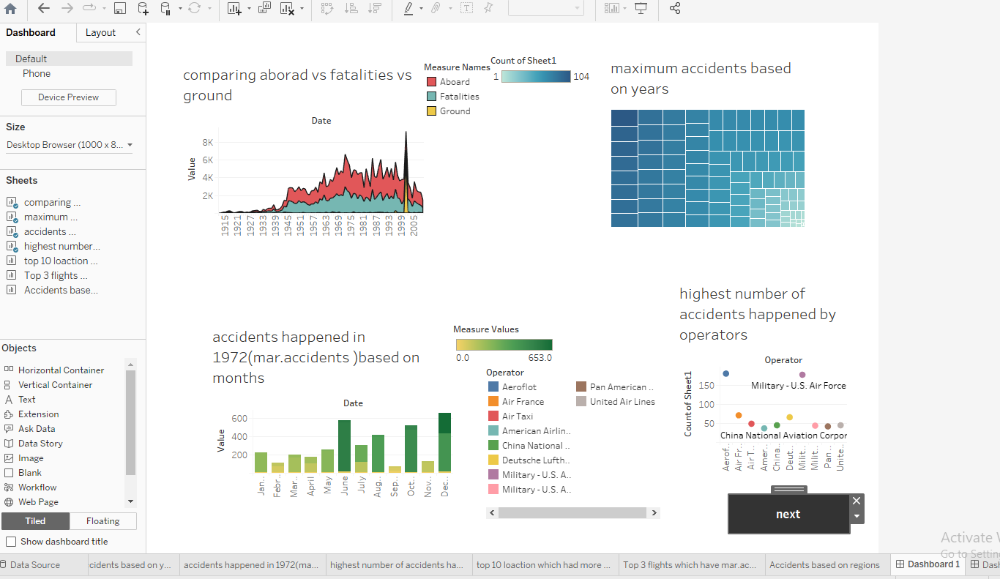 Dashboard
Layout
Default
Phone
Device Preview
Size
Desktop Browser (1000 x 8...
Sheets
comparing ...
maximum ...
accidents ...
highest number...
top 10 loaction ...
Top 3 flights ...
Accidents base...
Objects
Horizontal Container
Vertical Container
Text
Extension
Ask Data
Data Story
Image
Blank
Workflow
Web Page
Tiled
Floating
Show dashboard title
comparing aborad vs fatalities vs
ground
Measure Names
Aboard
Fatalities
Ground
Count of Sheet1
1
104
Date
Value
8K
6K
4K
2K
1915
1921
1927
1933
1939
1945
1951
1957
1963
1969
1975
1981
1987
1993
1999
2005
maximum accidents based
on years
accidents happened in
1972(mar.accidents )based on
months
Date
Value
600
400
200
Jan..
Febr..
Mar..
April
May
June
July
Aug..
Sep..
Oct..
Nov..
Dec..
Measure Values
0.0
653.0
Operator
Aeroflot
Air France
Air Taxi
American Airlin..
China National ..
Deutsche Lufth..
Military - U.S. A..
Military - U.S. A..
Pan American ..
United Air Lines
highest number of
accidents happened by
operators
Operator
Count of Sheet1
150
100
50
Military - U.S. Air Force
China National Aviation Corpor
Aerof..
Air Fr..
Air T..
Amer..
China..
Deut..
Milit..
Milit..
Pan..
Unite..
next
Activate
Go to Settin
Data Source
cidents based on y...
accidents happened in 1972(ma...
highest number of accidents ha...
top 10 loaction which had more ...
Top 3 flights which have mar.ac...
Accidents based on regions
Dashboard 1
Dash